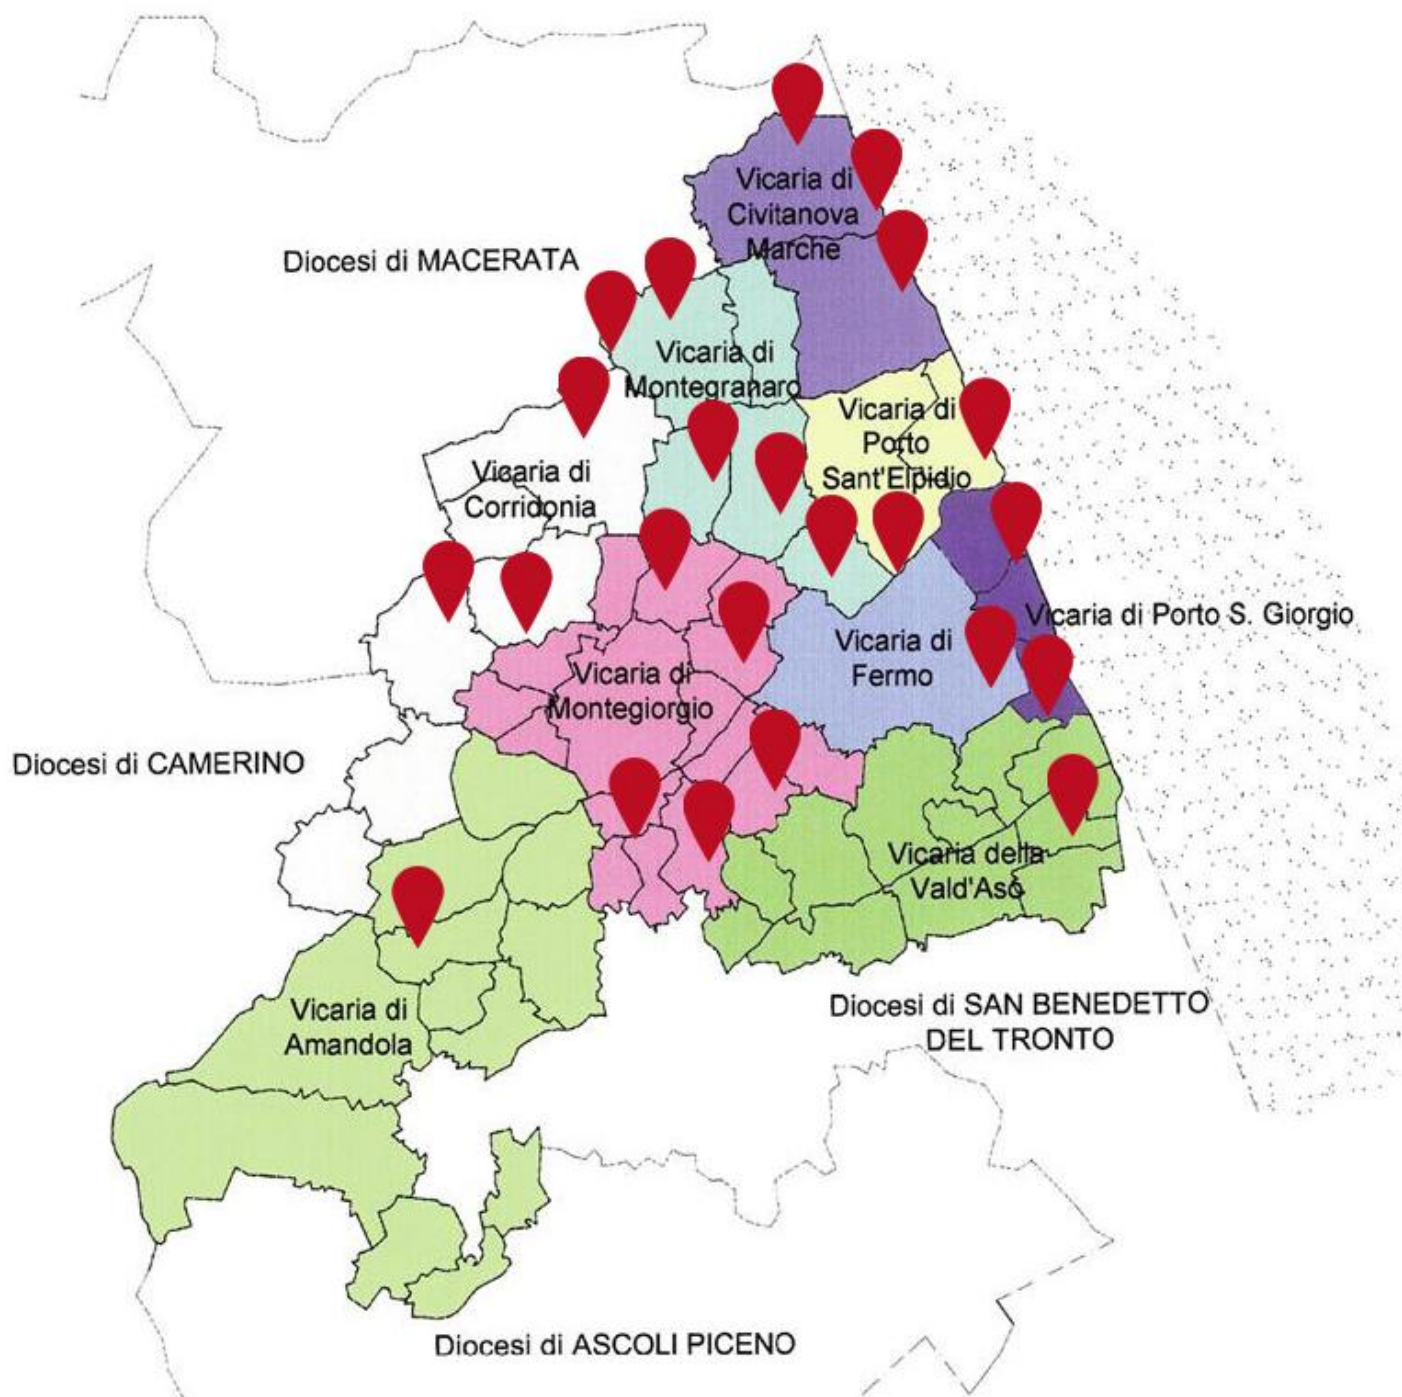 Vicaria di
Civitanova
Marche
Diocesi di MACERATA
Vicaria di
Montegranaro
Vicaria di
Porto
Sant'Elpidio
Vicaria di
Corridonia
Vicaria di Porto S. Giorgio
Vicaria di
Fermo
Vicaria di
Montegiorgio
Diocesi di CAMERINO
Vicaria della
Vald'Aso
Vicaria di
Amandola
Diocesi di SAN BENEDETTO
DEL TRONTO
Diocesi di ASCOLI PICENO